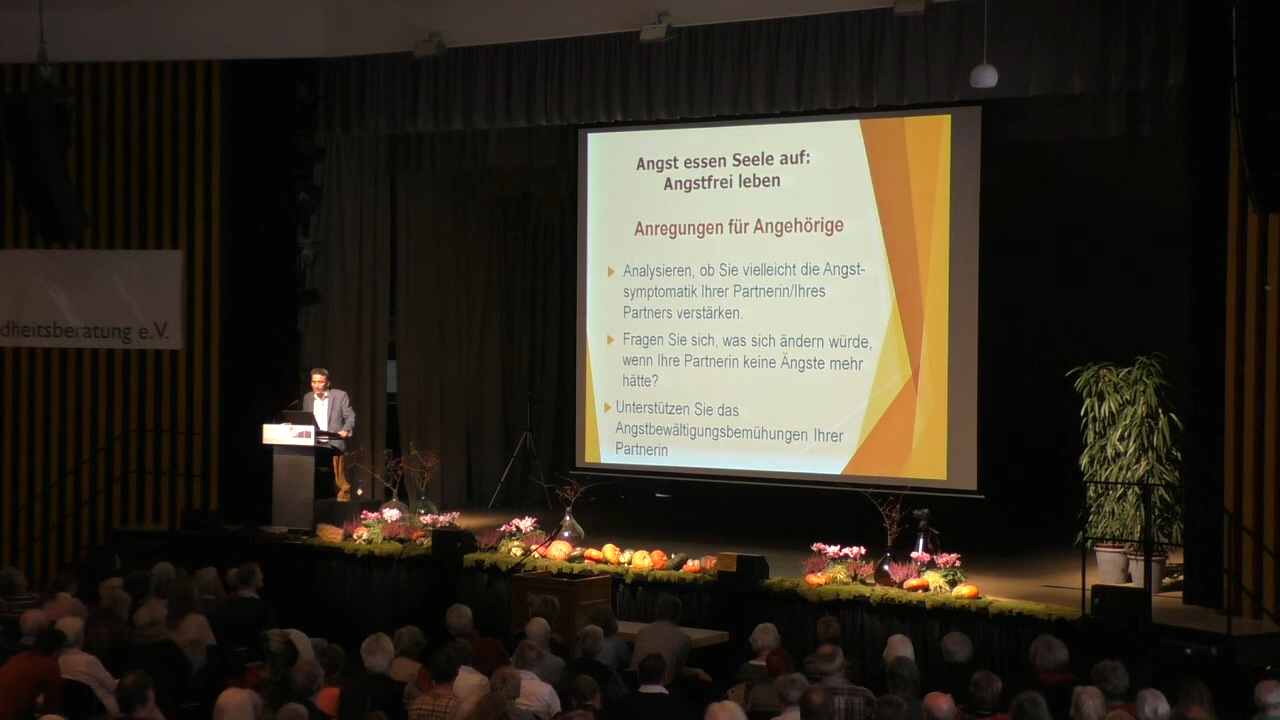 Angst essen Seele auf:
Angstfrei leben
Anregungen für Angehörige
Analysieren, ob Sie vielleicht die Angst-
symptomatik Ihrer Partnerin/Ihres
Partners verstärken.
Fragen Sie sich, was sich ändern würde,
wenn Ihre Partnerin keine Ängste mehr
hätte?
Unterstützen Sie das
Angstbewältigungsbemühungen Ihrer
Partnerin
dheitsberatung e.V.